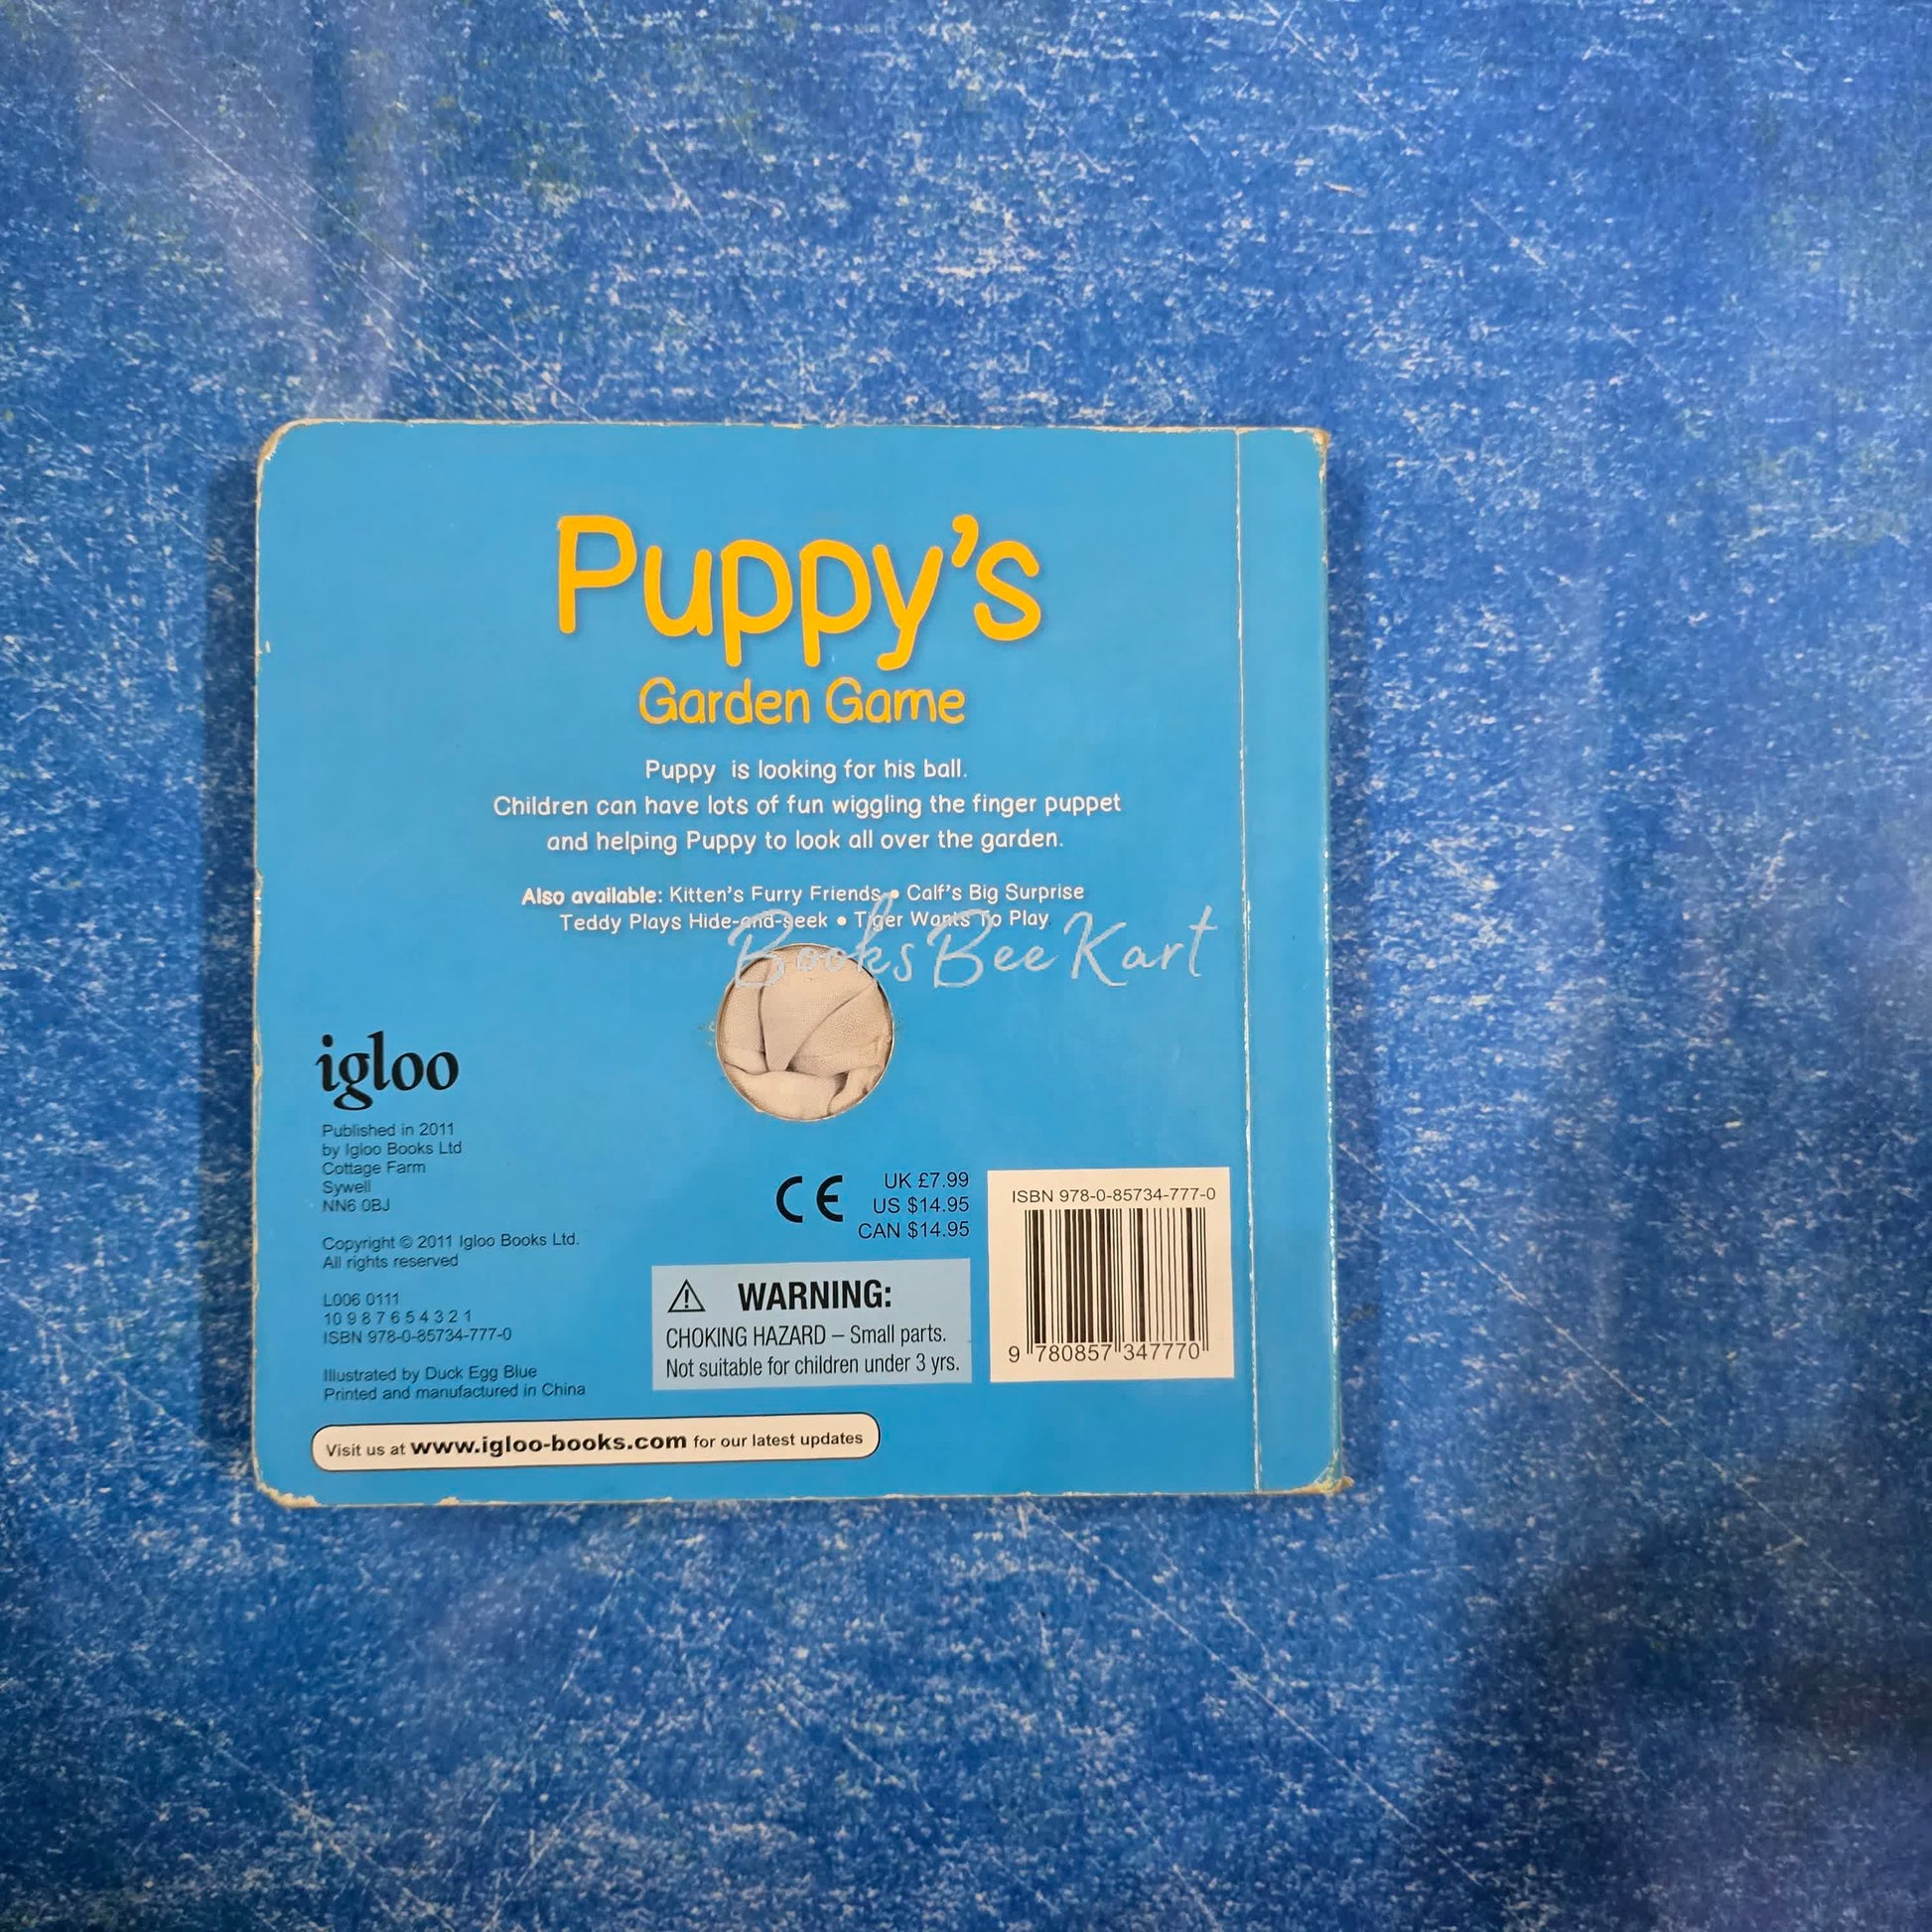 Puppy's
Garden Game
Puppy is looking for his ball.
Children can have lots of fun wiggling the finger puppet
and helping Puppy to look all over the garden.
Also available: Kitten's Furry Friends • Calf's Big Surprise
Teddy Plays Hide-and-seek • Tiger Wants To Play
BooksBeeKart
igloo
Published in 2011
by Igloo Books Ltd
Cottage Farm
Sywell
NN6 0BJ
Copyright © 2011 Igloo Books Ltd.
All rights reserved
L006 0111
10 9 8 7 6 5 4 3 2 1
ISBN 978-0-85734-777-0
Illustrated by Duck Egg Blue
Printed and manufactured in China
CE
UK £7.99
US $14.95
CAN $14.95
WARNING:
CHOKING HAZARD – Small parts.
Not suitable for children under 3 yrs.
ISBN 978-0-85734-777-0
9 780857 347770
Visit us at www.igloo-books.com for our latest updates